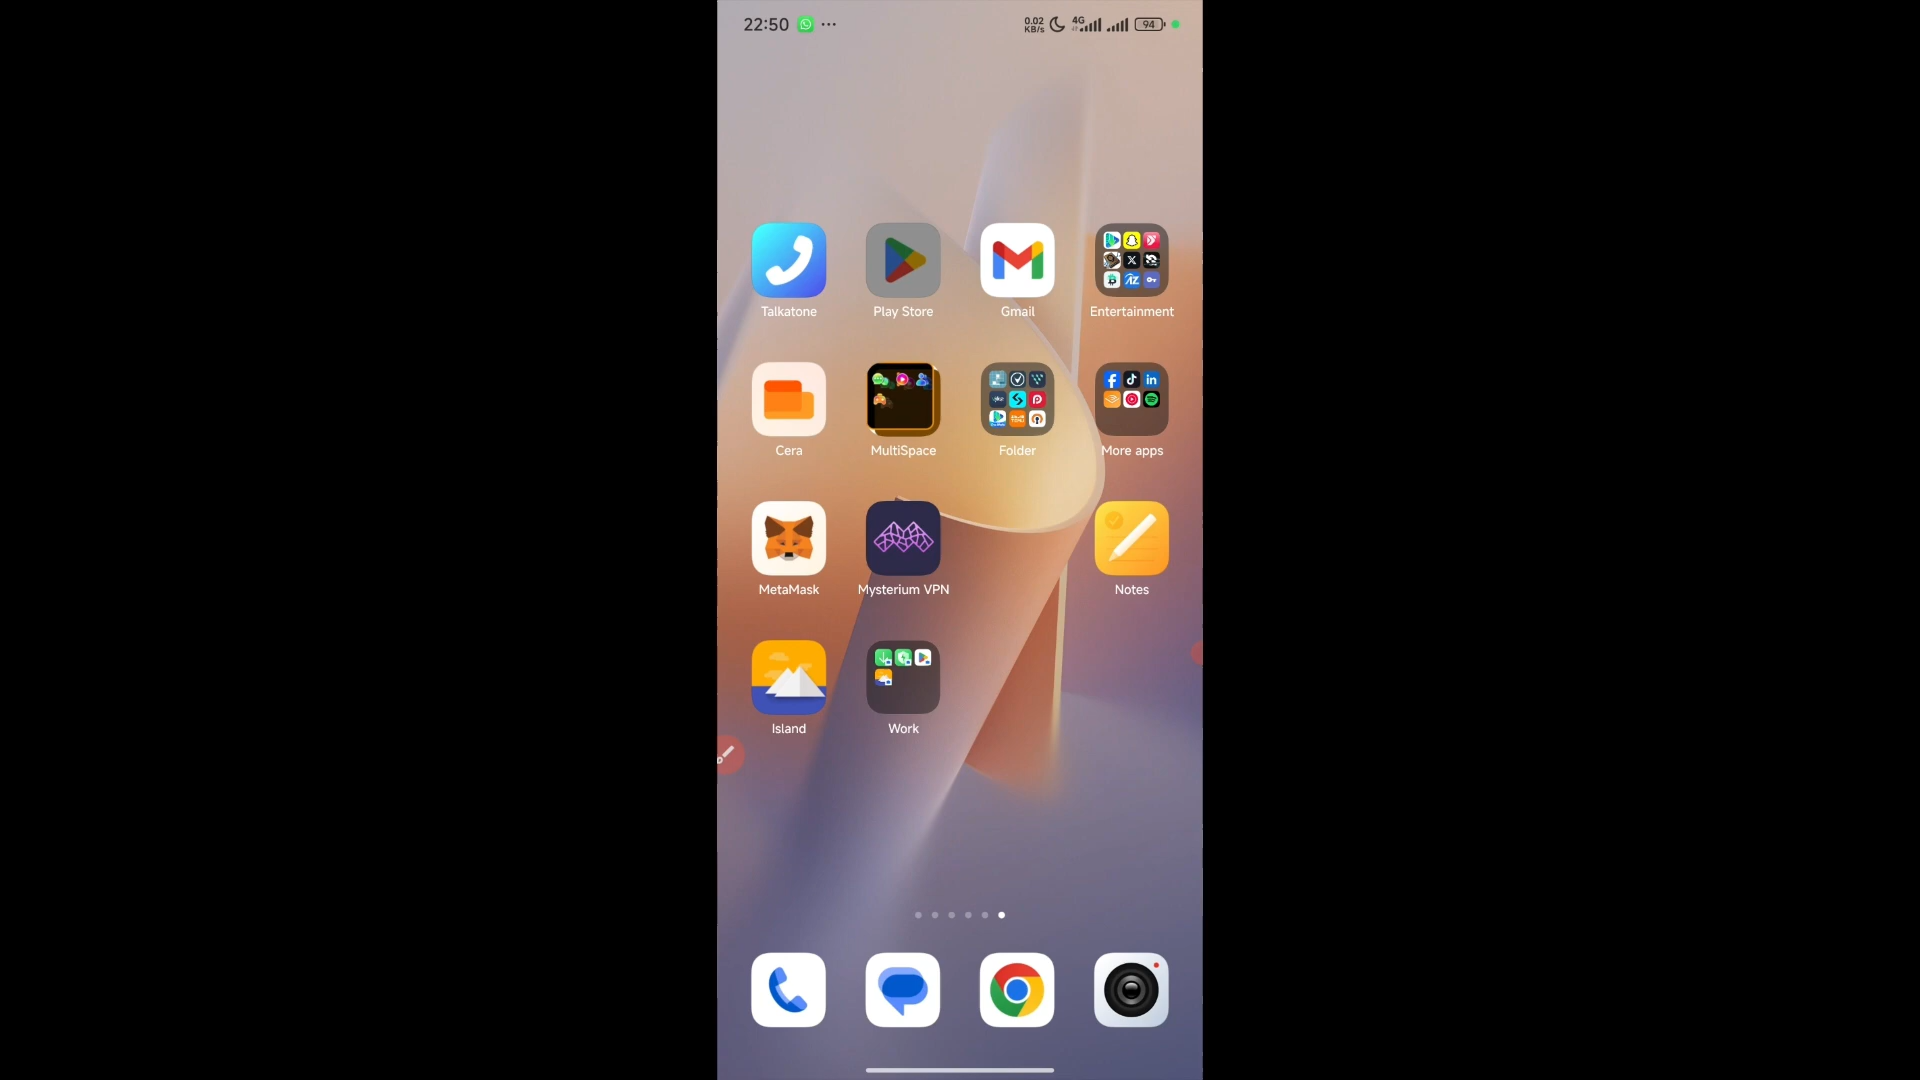 22:50
0.02
KB/s
4G
94
Talkatone
Play Store
Gmail
Entertainment
Cera
MultiSpace
Folder
More apps
MetaMask
Mysterium VPN
Notes
Island
Work